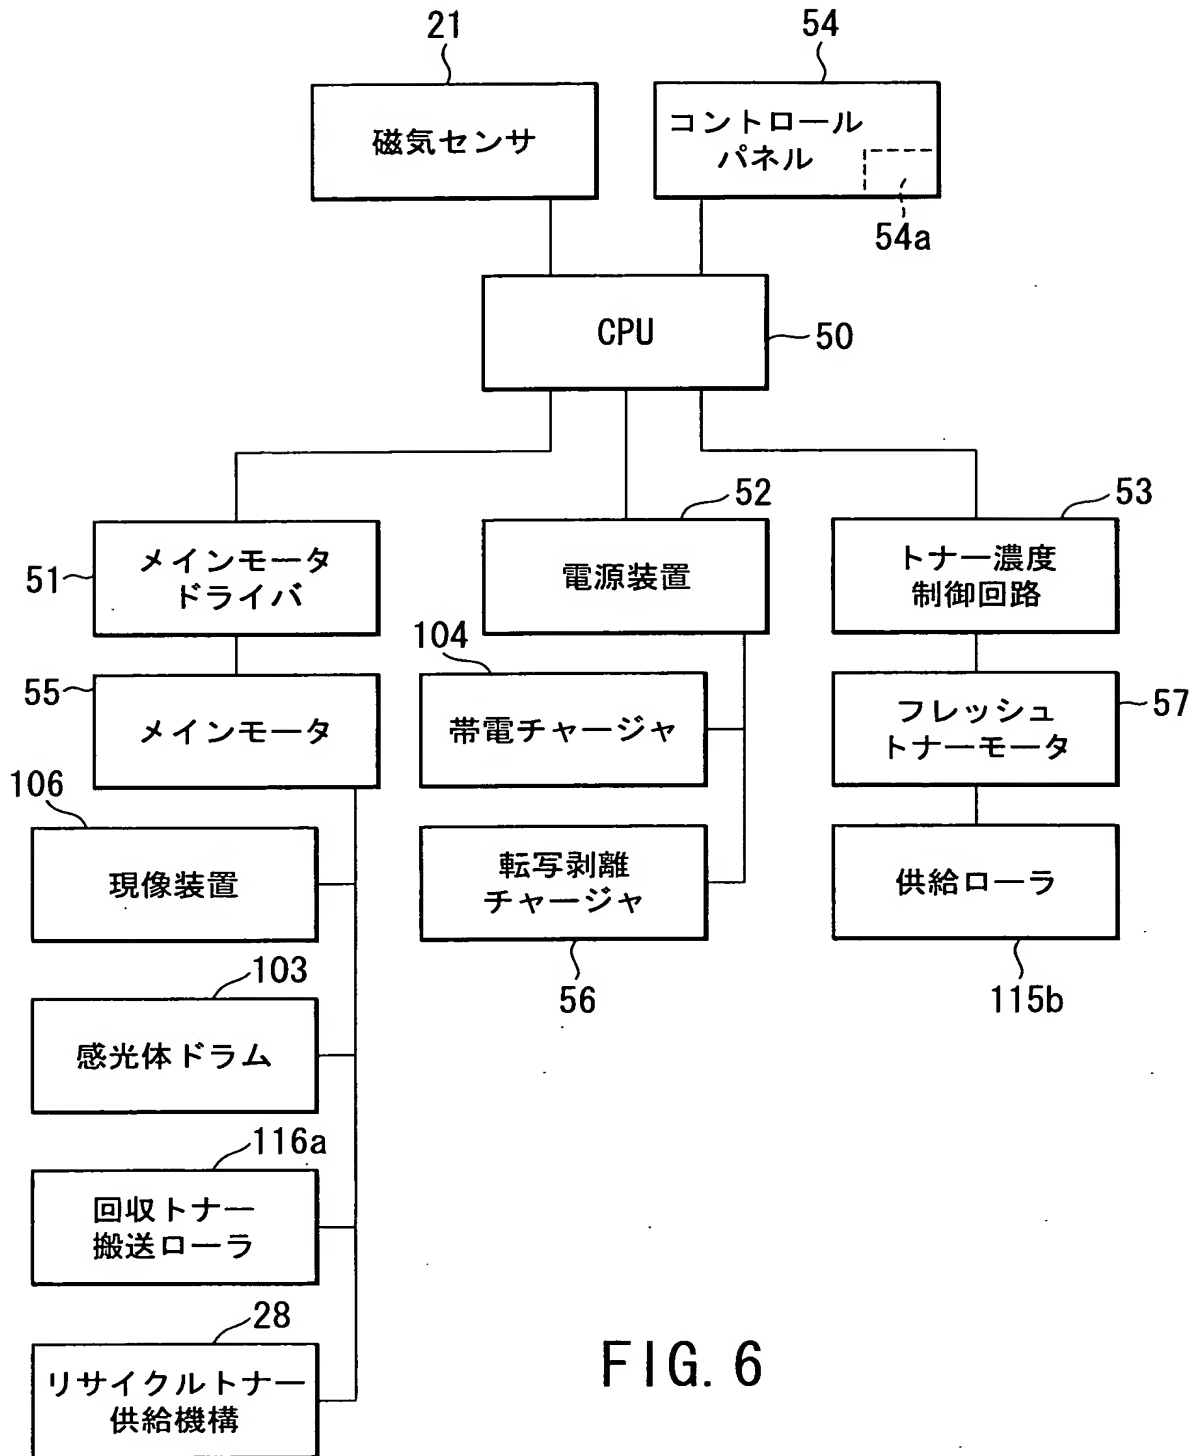 21
54
磁気センサ
コントロール
パネル
54a
CPU
50
52
53
51
メインモータ
ドライバ
電源装置
トナー濃度
制御回路
104
55
メインモータ
帯電チャージャ
フレッシュ
トナーモータ
57
106
現像装置
転写剥離
チャージャ
供給ローラ
56
115b
103
感光体ドラム
116a
回収トナー
搬送ローラ
28
リサイクルトナー
供給機構
FIG. 6